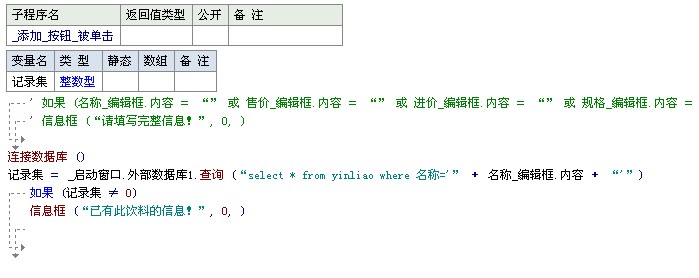 子程序名 返回值类型 公开 备 注
_添加_按钮_被单击
变量名 类 型 静态 数组 备 注
记录集 整数型
' 如果 (名称_编辑框.内容 = “” 或 售价_编辑框.内容 = “” 或 进价_编辑框.内容 = “” 或 规格_编辑框.内容 =
' 信息框 (“请填写完整信息！”, 0, )
连接数据库 ()
记录集 = _启动窗口.外部数据库1.查询 (“select * from yinliao where 名称='” + 名称_编辑框.内容 + “'”)
如果 (记录集 ≠ 0)
信息框 (“已有此饮料的信息！”, 0, )